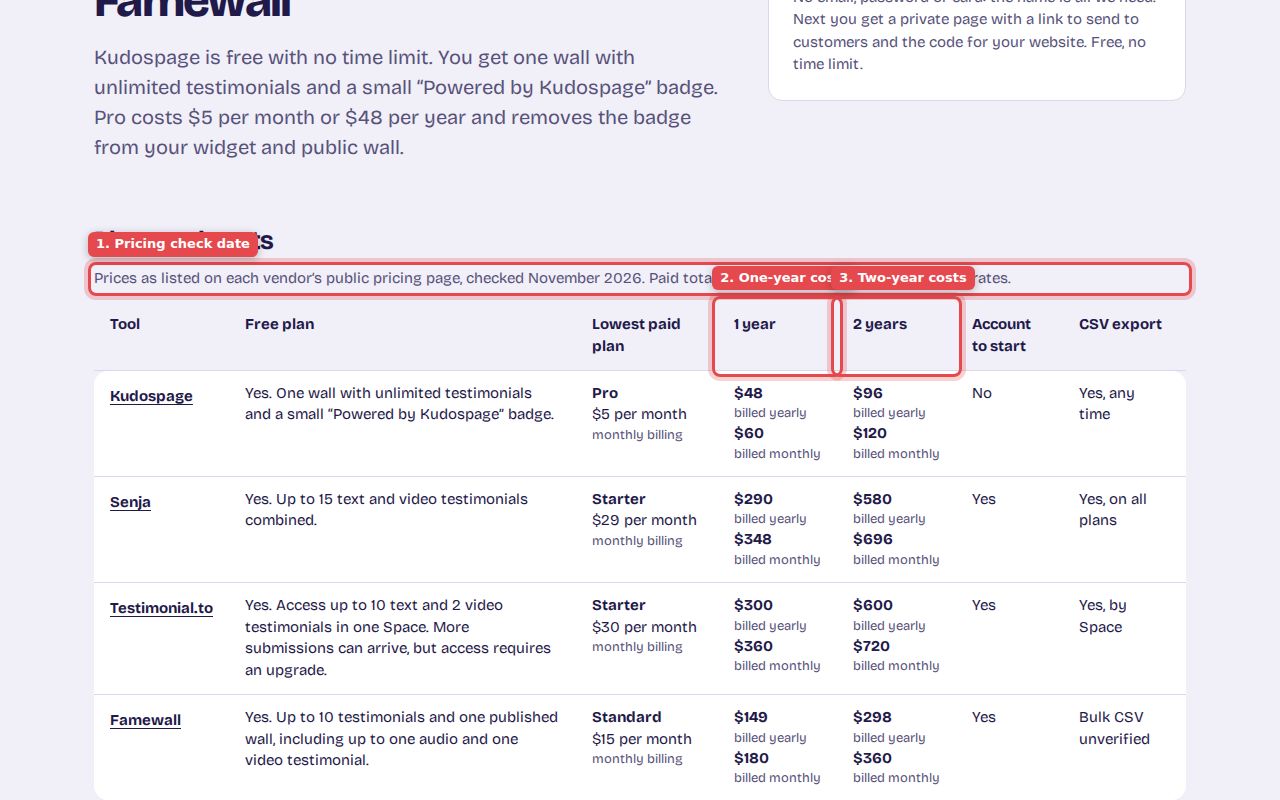 Famewall
Kudospage is free with no time limit. You get one wall with
unlimited testimonials and a small “Powered by Kudospage” badge.
Pro costs $5 per month or $48 per year and removes the badge
from your widget and public wall.
Next you get a private page with a link to send to
customers and the code for your website. Free, no
time limit.
1. Pricing check date
Prices as listed on each vendor’s public pricing page, checked November 2026. Paid
2. One-year
3. Two-year costs
rates.
Tool Free plan Lowest paid plan 1 year 2 years Account to start CSV export
Kudospage
Yes. One wall with unlimited testimonials
and a small “Powered by Kudospage” badge.
Pro
$5 per month
monthly billing
$48
billed yearly
$60
billed monthly
$96
billed yearly
$120
billed monthly
No
Yes, any
time
Senja
Yes. Up to 15 text and video testimonials
combined.
Starter
$29 per month
monthly billing
$290
billed yearly
$348
billed monthly
$580
billed yearly
$696
billed monthly
Yes
Yes, on all
plans
Testimonial.to
Yes. Access up to 10 text and 2 video
testimonials in one Space. More
submissions can arrive, but access requires
an upgrade.
Starter
$30 per month
monthly billing
$300
billed yearly
$360
billed monthly
$600
billed yearly
$720
billed monthly
Yes
Yes, by
Space
Famewall
Yes. Up to 10 testimonials and one published
wall, including up to one audio and one
video testimonial.
Standard
$15 per month
monthly billing
$149
billed yearly
$180
billed monthly
$298
billed yearly
$360
billed monthly
Yes
Bulk CSV
unverified